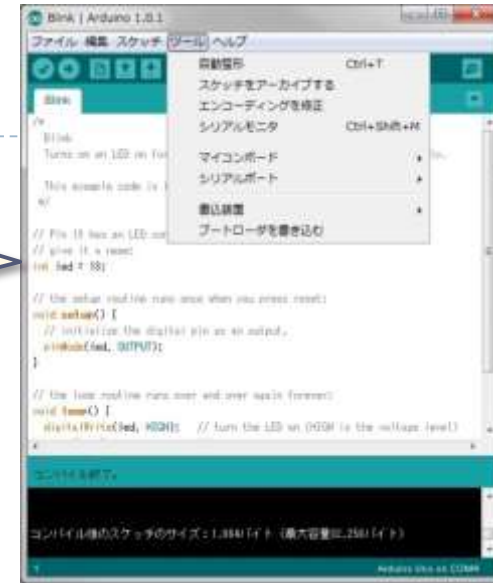 Blink | Arduino 1.0.1
ファイル 編集 スケッチ ツール ヘルプ
自動整形 Ctrl+T
スケッチをアーカイブする
エンコーディングを修正
シリアルモニタ Ctrl+Shift+M
マイコンボード
シリアルポート
書込装置
ブートローダを書き込む
Blink
/*
Blink
Turns on an LED on for
This example code is
*/
// Pin 13 has an LED con
// give it a name:
int led = 13;
// the setup routine runs once when you press reset:
void setup() {
// initialize the digital pin as an output.
pinMode(led, OUTPUT);
}
// the loop routine runs over and over again forever:
void loop() {
digitalWrite(led, HIGH); // turn the LED on (HIGH is the voltage level)
コンパイル終了。
コンパイル後のスケッチのサイズ：1,084バイト（最大容量32,256バイト）
1
Arduino Uno on